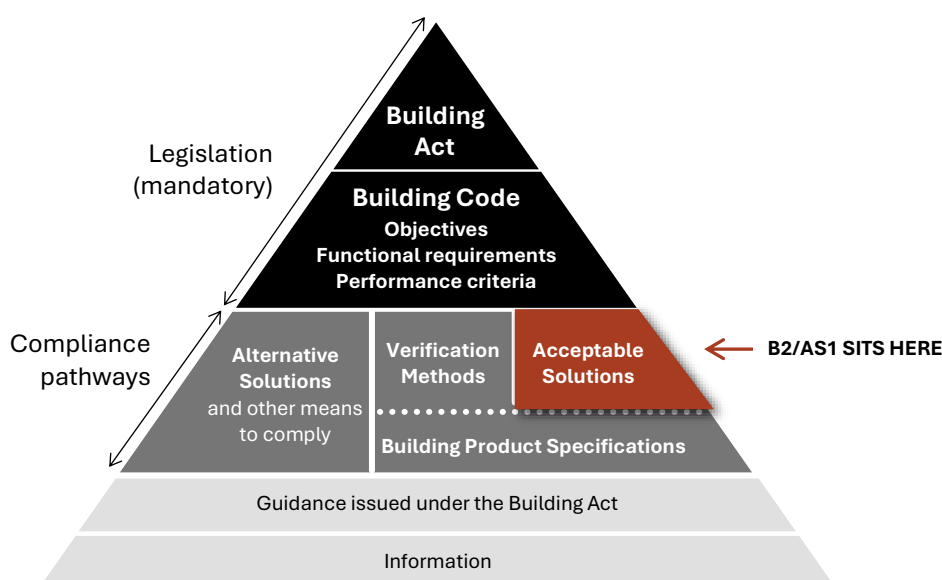 Building
Act
Legislation
(mandatory)
Building Code
Objectives
Functional requirements
Performance criteria
Compliance
pathways
Alternative
Solutions
and other means
to comply
Verification
Methods
Acceptable
Solutions
B2/AS1 SITS HERE
Building Product Specifications
Guidance issued under the Building Act
Information